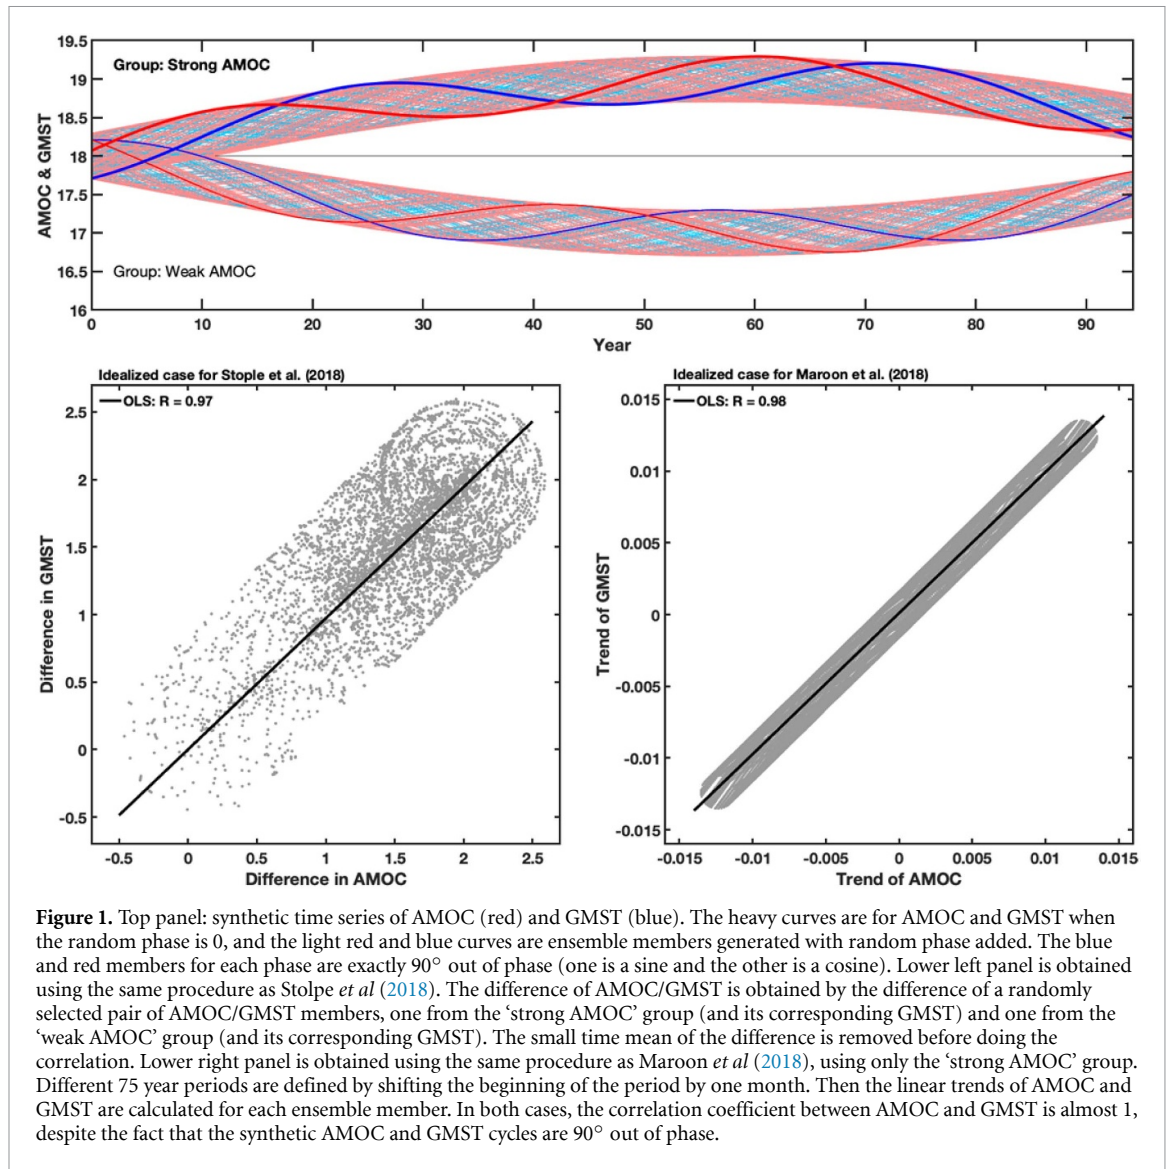 19.5
Group: Strong AMOC
19
18.5
18
17.5
17
16.5
16
AMOC & GMST
Group: Weak AMOC
0 10 20 30 40 50 60 70 80 90
Year
Idealized case for Stople et al. (2018)
OLS: R = 0.97
2.5
2
1.5
1
0.5
0
-0.5
Difference in GMST
-0.5 0 0.5 1 1.5 2 2.5
Difference in AMOC
Idealized case for Maroon et al. (2018)
OLS: R = 0.98
0.015
0.01
0.005
0
-0.005
-0.01
-0.015
Trend of GMST
-0.015 -0.01 -0.005 0 0.005 0.01 0.015
Trend of AMOC
Figure 1. Top panel: synthetic time series of AMOC (red) and GMST (blue). The heavy curves are for AMOC and GMST when
the random phase is 0, and the light red and blue curves are ensemble members generated with random phase added. The blue
and red members for each phase are exactly 90° out of phase (one is a sine and the other is a cosine). Lower left panel is obtained
using the same procedure as Stolpe et al (2018). The difference of AMOC/GMST is obtained by the difference of a randomly
selected pair of AMOC/GMST members, one from the ‘strong AMOC’ group (and its corresponding GMST) and one from the
‘weak AMOC’ group (and its corresponding GMST). The small time mean of the difference is removed before doing the
correlation. Lower right panel is obtained using the same procedure as Maroon et al (2018), using only the ‘strong AMOC’ group.
Different 75 year periods are defined by shifting the beginning of the period by one month. Then the linear trends of AMOC and
GMST are calculated for each ensemble member. In both cases, the correlation coefficient between AMOC and GMST is almost 1,
despite the fact that the synthetic AMOC and GMST cycles are 90° out of phase.